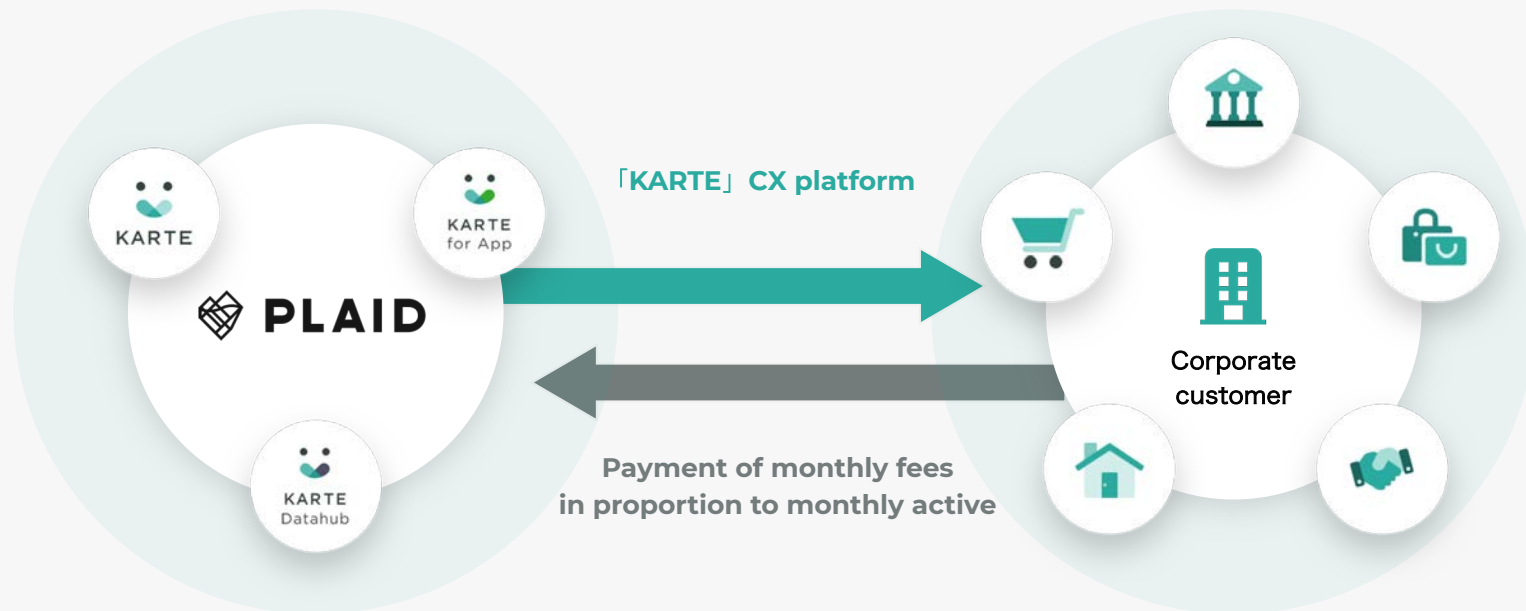 KARTE
KARTE
for App
PLAID
KARTE
Datahub
「KARTE」CX platform
Payment of monthly fees
in proportion to monthly active
Corporate
customer